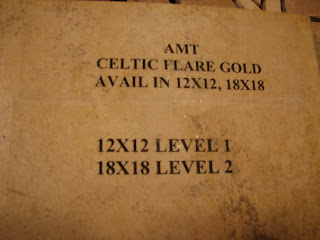 AMT
CELTIC FLARE GOLD
AVAIL IN 12X12, 18X18
12X12 LEVEL 1
18X18 LEVEL 2